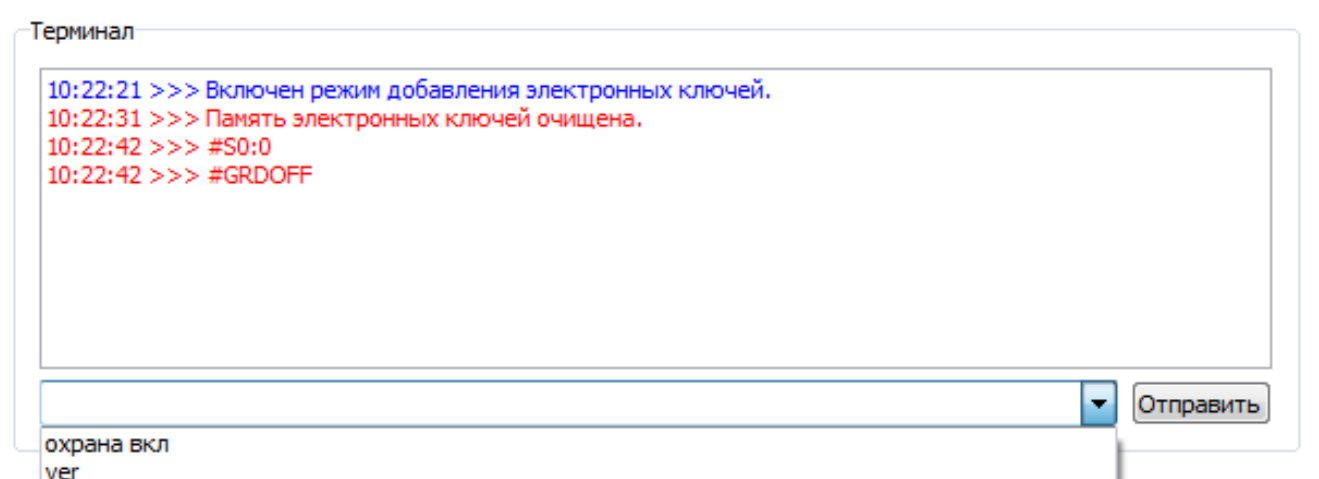 Терминал
10:22:21 >>> Включен режим добавления электронных ключей.
10:22:31 >>> Память электронных ключей очищена.
10:22:42 >>> #S0:0
10:22:42 >>> #GRDOFF
Отправить
охрана вкл
ver